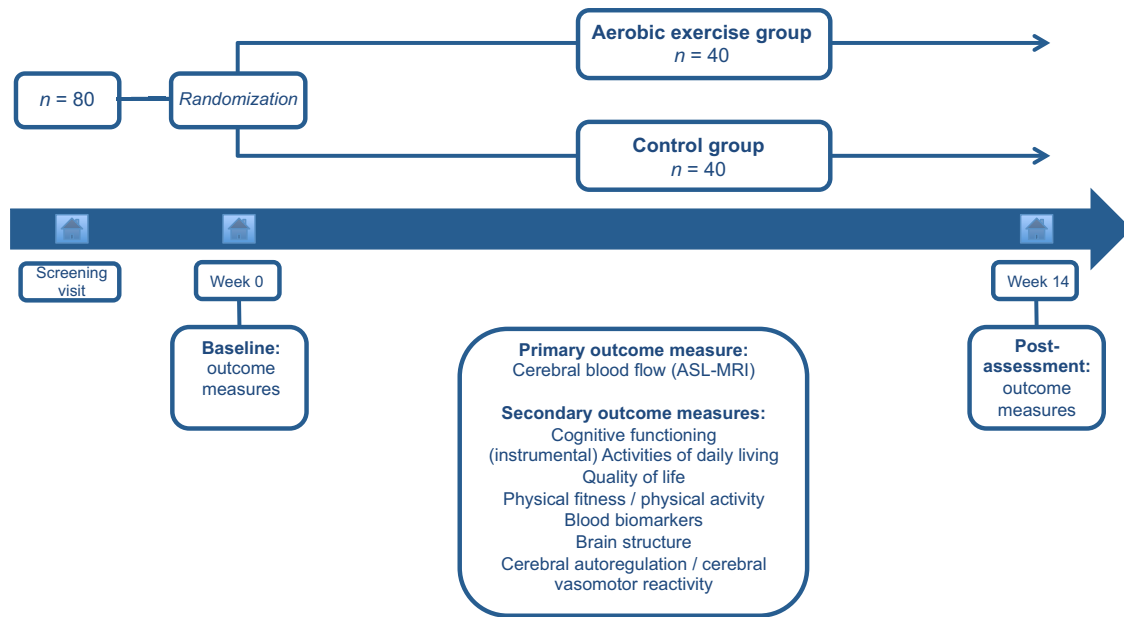 Aerobic exercise group
n = 40
n = 80
Randomization
Control group
n = 40
Screening
visit
Week 0
Week 14
Baseline:
outcome
measures
Primary outcome measure:
Cerebral blood flow (ASL-MRI)
Secondary outcome measures:
Cognitive functioning
(instrumental) Activities of daily living
Quality of life
Physical fitness / physical activity
Blood biomarkers
Brain structure
Cerebral autoregulation / cerebral
vasomotor reactivity
Post-
assessment:
outcome
measures